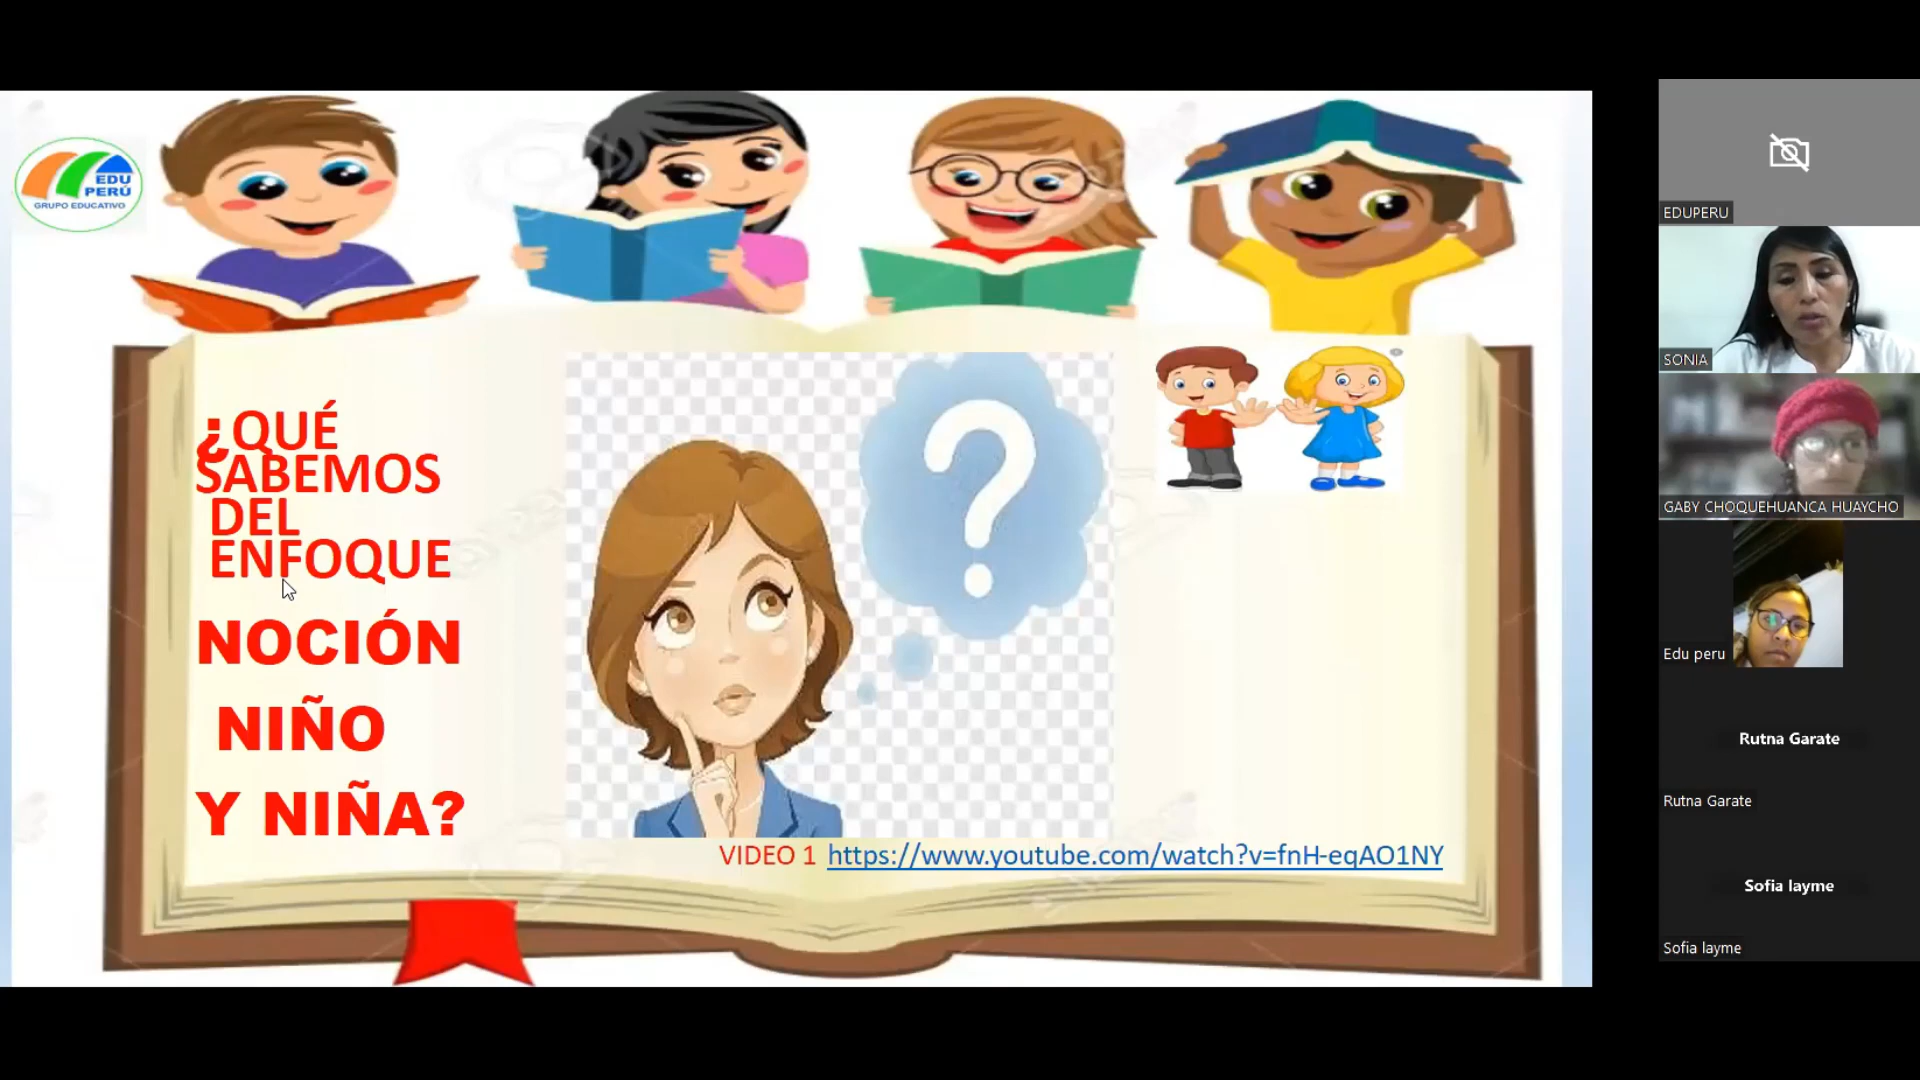 EDU
PERÚ
GRUPO EDUCATIVO
¿QUÉ
SABEMOS
DEL
ENFOQUE
NOCIÓN
NIÑO
Y NIÑA?
?
VIDEO 1 https://www.youtube.com/watch?v=fnH-eqAO1NY
EDUPERU
SONIA
GABY CHOQUEHUANCA HUAYCHO
Edu peru
Rutna Garate
Rutna Garate
Sofia layme
Sofia layme